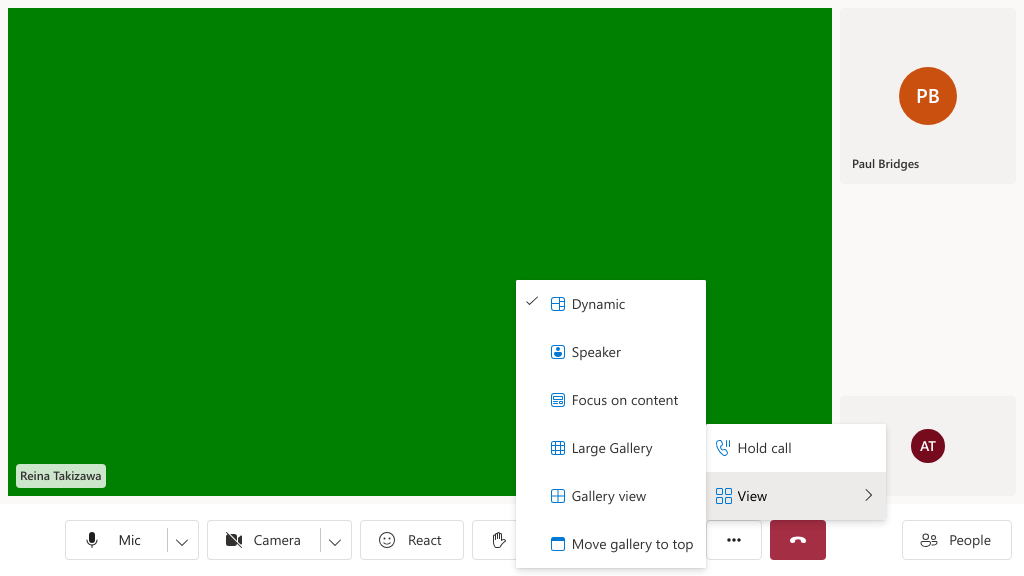 PB
Paul Bridges
Dynamic
Speaker
Focus on content
Large Gallery
Hold call
AT
Reina Takizawa
Gallery view
View
Mic
Camera
React
Move gallery to top
People